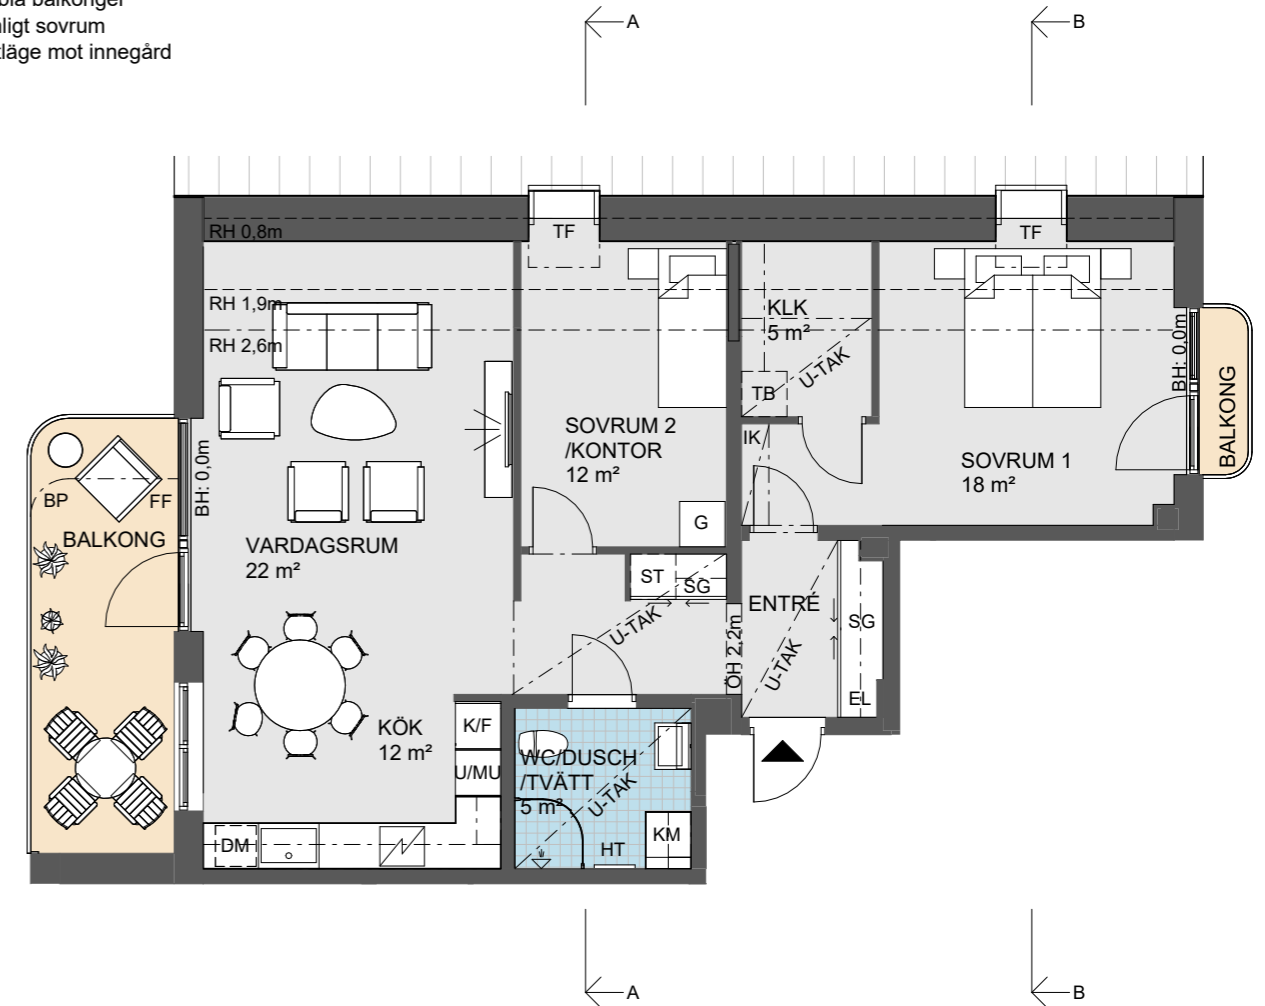 balkonger
sovrum
mot innegård
A
B
RH 0,8m
TF
TF
RH 1,9m
RH 2,6m
KLK
5 m²
U-TAK
TB
BH: 0,0m
BALKONG
SOVRUM 2
/KONTOR
12 m²
IK
SOVRUM 1
18 m²
BH: 0,0m
BP
FF
BALKONG
G
VARDAGSRUM
22 m²
ST
SG
U-TAK
ENTRÉ
SG
ÖH 2,2m
U-TAK
EL
KÖK
12 m²
K/F
U/MU
WC/DUSCH
/TVÄTT
5 m²
U-TAK
DM
HT
KM
A
B